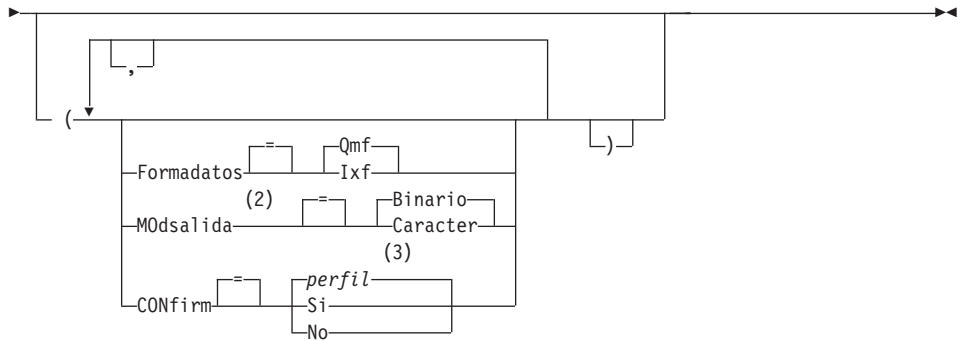 ,
(
)
= Qmf
Formadatos Ixf
(2) = Binario
MOdsalida Caracter
(3)
= perfil
CONfirm Si
No